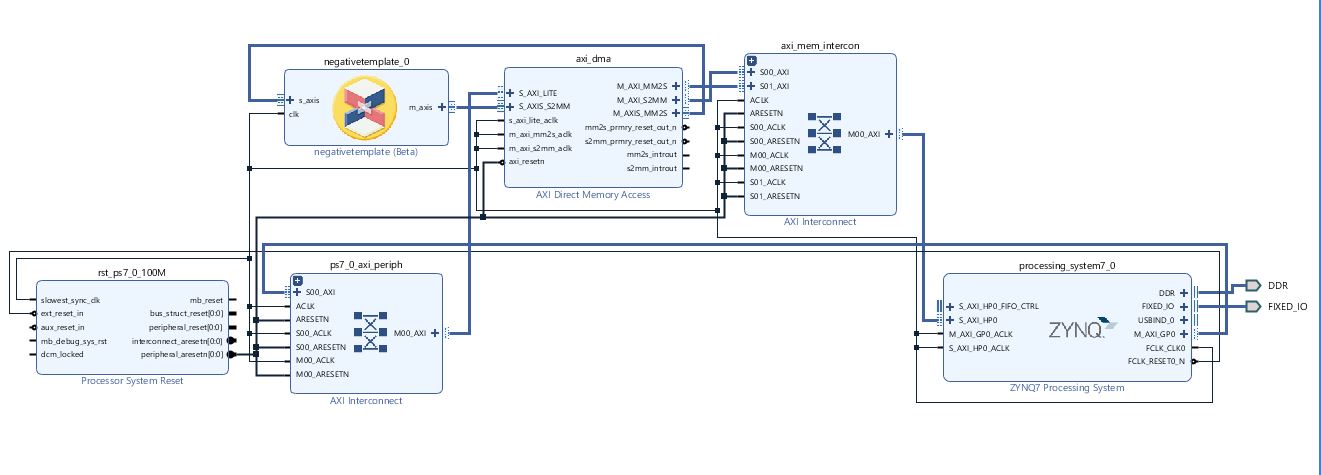 negativetemplate_0
s_axis
clk
m_axis
negativetemplate (Beta)
axi_dma
S_AXI_LITE
S_AXIS_S2MM
s_axi_lite_aclk
m_axi_mm2s_aclk
m_axi_s2mm_aclk
axi_resetn
M_AXI_MM2S
M_AXI_S2MM
M_AXIS_MM2S
mm2s_prmry_reset_out_n
s2mm_prmry_reset_out_n
mm2s_introut
s2mm_introut
AXI Direct Memory Access
axi_mem_intercon
S00_AXI
S01_AXI
ACLK
ARESETN
S00_ACLK
S00_ARESETN
M00_ACLK
M00_ARESETN
S01_ACLK
S01_ARESETN
M00_AXI
AXI Interconnect
rst_ps7_0_100M
slowest_sync_clk
ext_reset_in
aux_reset_in
mb_debug_sys_rst
dcm_locked
mb_reset
bus_struct_reset[0:0]
peripheral_reset[0:0]
interconnect_aresetn[0:0]
peripheral_aresetn[0:0]
Processor System Reset
ps7_0_axi_periph
S00_AXI
ACLK
ARESETN
S00_ACLK
S00_ARESETN
M00_ACLK
M00_ARESETN
M00_AXI
AXI Interconnect
processing_system7_0
S_AXI_HP0_FIFO_CTRL
S_AXI_HP0
M_AXI_GP0_ACLK
S_AXI_HP0_ACLK
ZYNQ
DDR
FIXED_IO
USBIND_0
M_AXI_GP0
FCLK_CLK0
FCLK_RESET0_N
ZYNQ7 Processing System
DDR
FIXED_IO